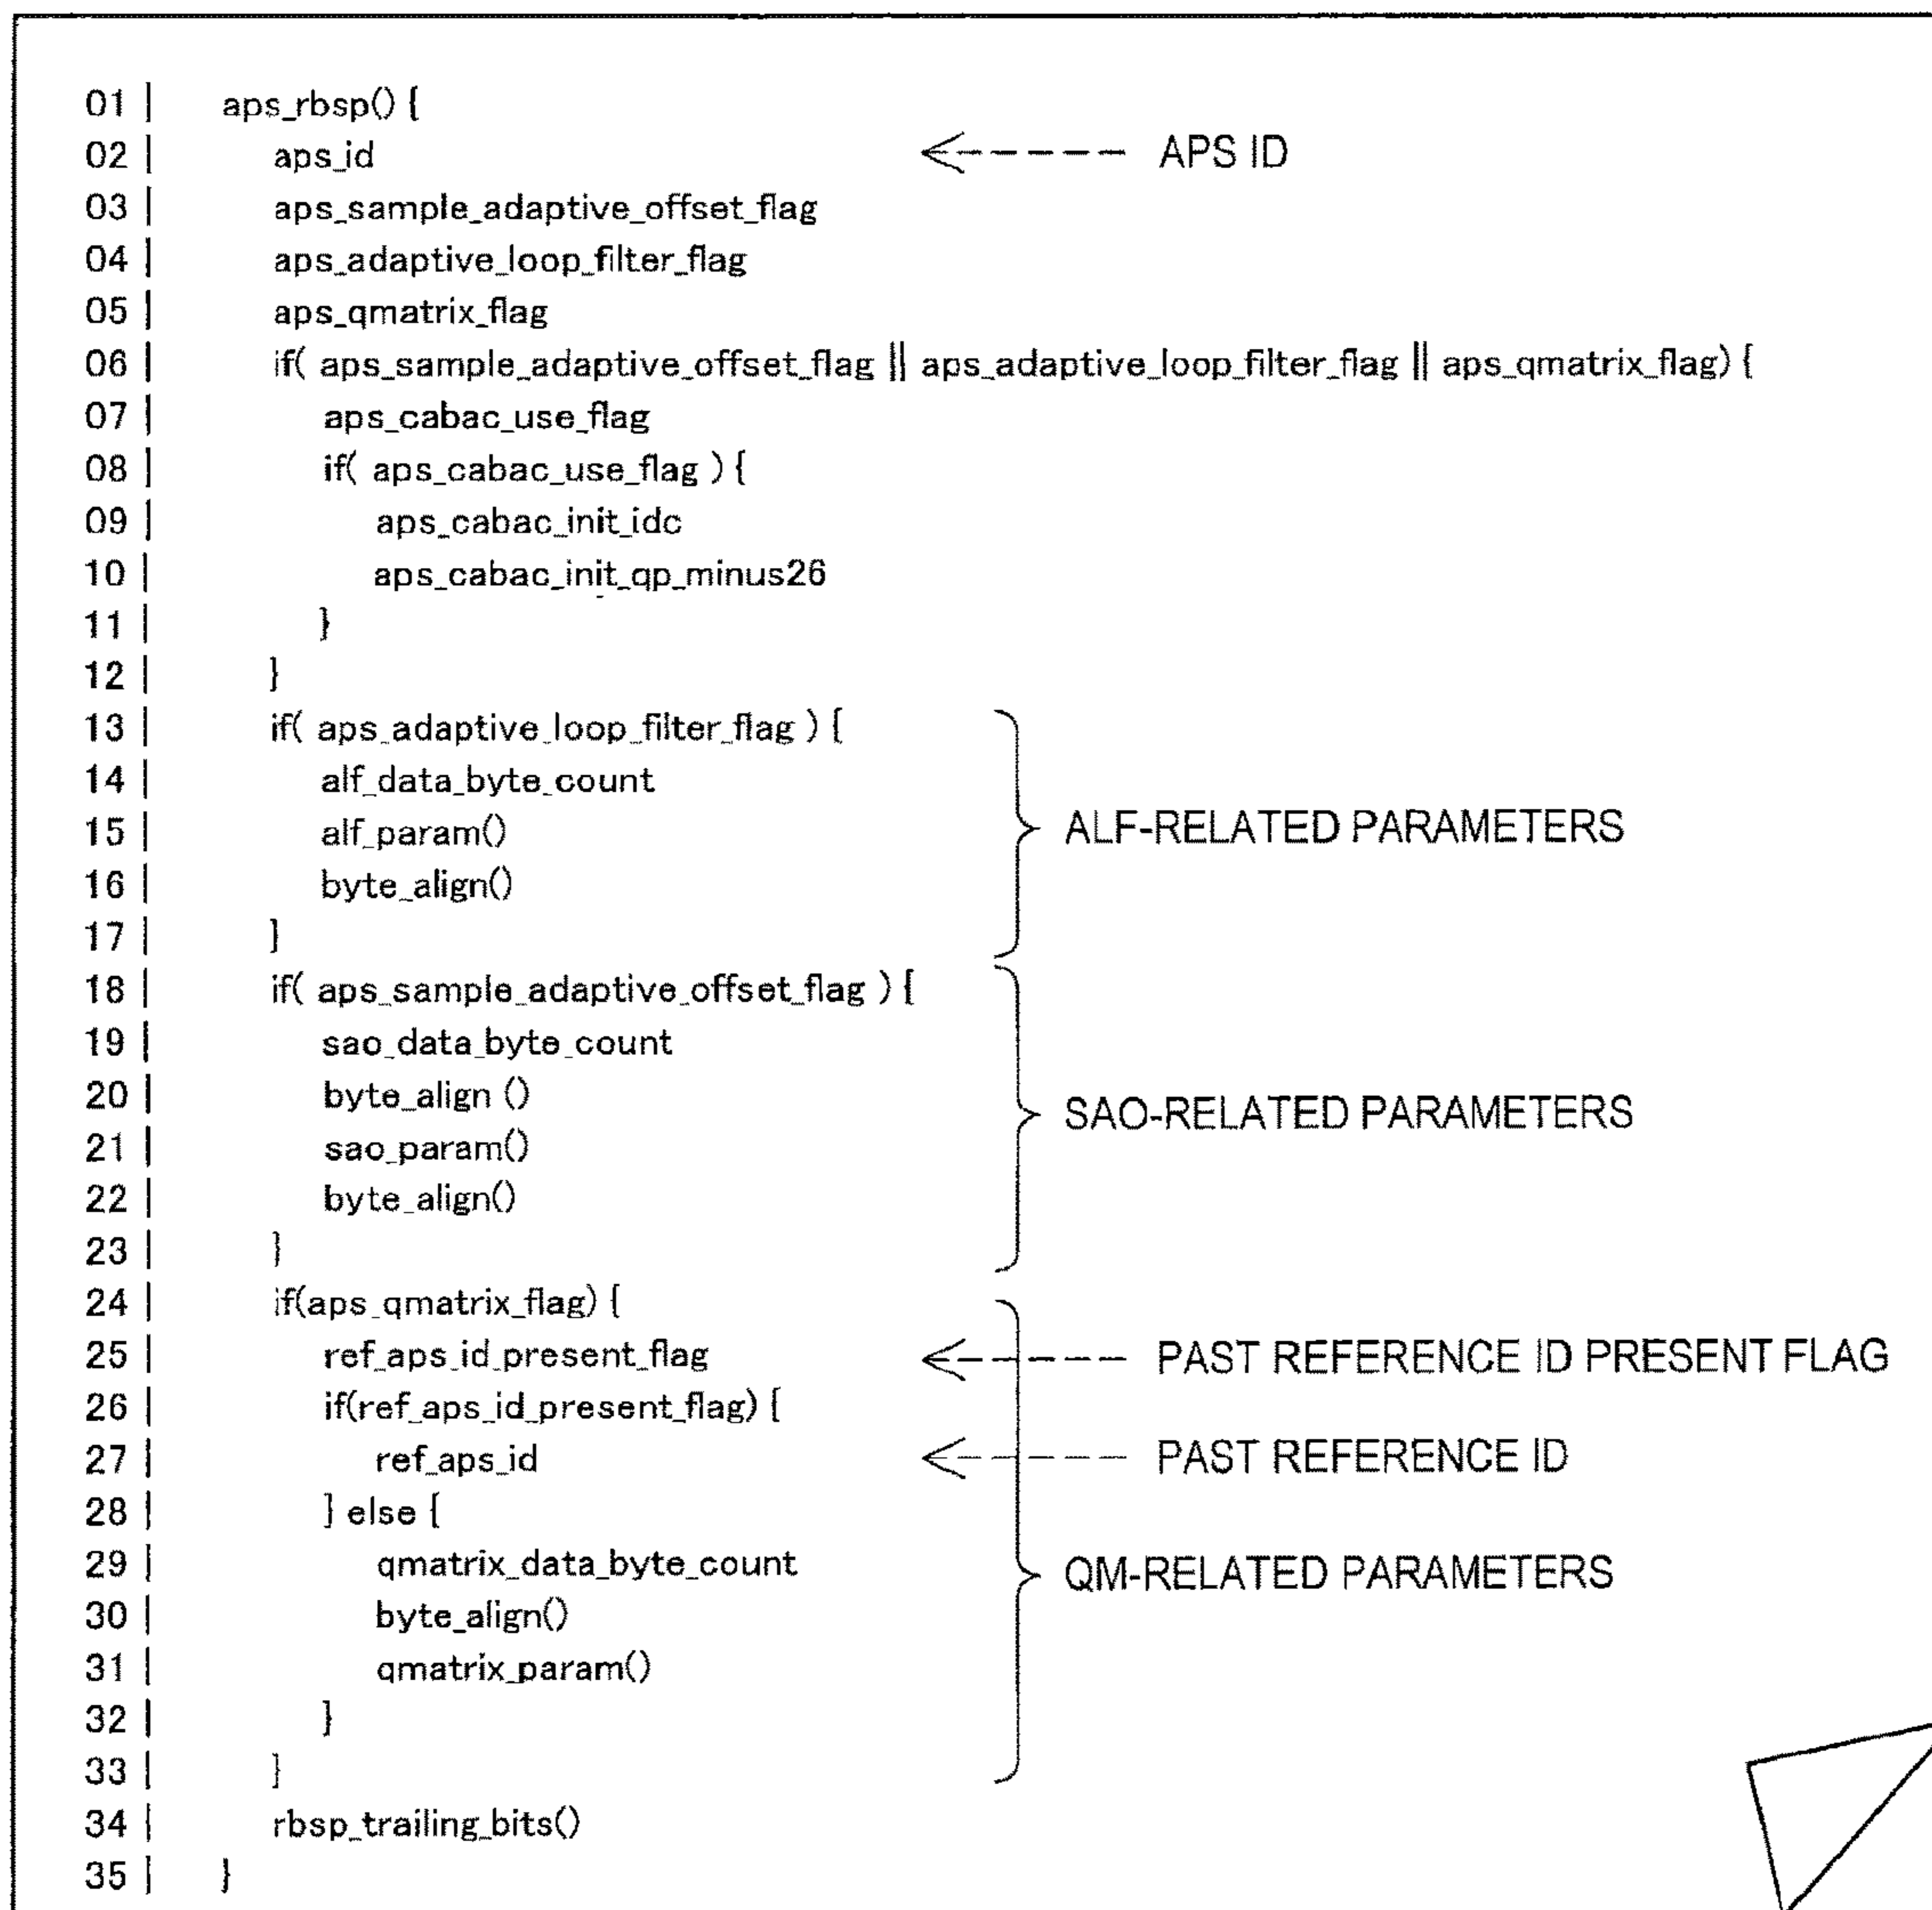 01 | aps_rbsp() {
02 | aps_id <----- APS ID
03 | aps_sample_adaptive_offset_flag
04 | aps_adaptive_loop_filter_flag
05 | aps_qmatrix_flag
06 | if( aps_sample_adaptive_offset_flag || aps_adaptive_loop_filter_flag || aps_qmatrix_flag) {
07 | aps_cabac_use_flag
08 | if( aps_cabac_use_flag ) {
09 | aps_cabac_init_idc
10 | aps_cabac_init_qp_minus26
11 | }
12 | }
13 | if( aps_adaptive_loop_filter_flag ) {
14 | alf_data_byte_count
15 | alf_param() ALF-RELATED PARAMETERS
16 | byte_align()
17 | }
18 | if( aps_sample_adaptive_offset_flag ) {
19 | sao_data_byte_count
20 | byte_align () SAO-RELATED PARAMETERS
21 | sao_param()
22 | byte_align()
23 | }
24 | if(aps_qmatrix_flag) {
25 | ref_aps_id_present_flag <----- PAST REFERENCE ID PRESENT FLAG
26 | if(ref_aps_id_present_flag) {
27 | ref_aps_id <----- PAST REFERENCE ID
28 | } else {
29 | qmatrix_data_byte_count QM-RELATED PARAMETERS
30 | byte_align()
31 | qmatrix_param()
32 | }
33 | }
34 | rbsp_trailing_bits()
35 | }